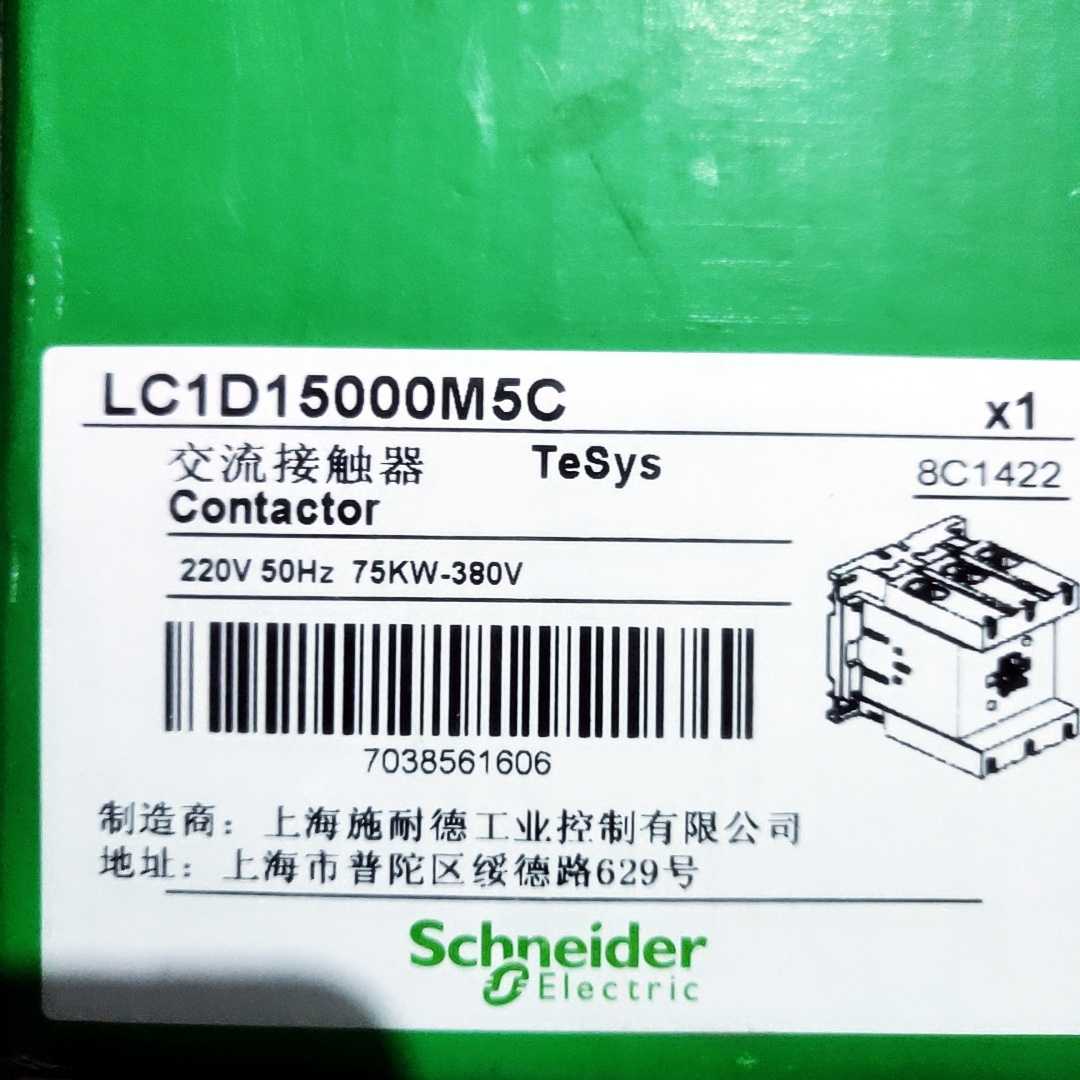 LC1D15000M5C x1
交流接触器 TeSys 8C1422
Contactor
220V 50Hz 75KW-380V
7038561606
制造商：上海施耐德工业控制有限公司
地址：上海市普陀区绥德路629号
Schneider
Electric